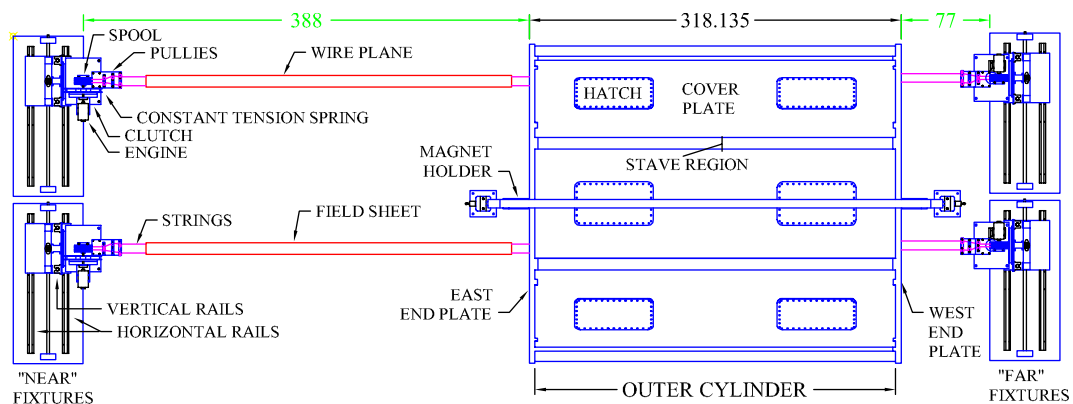 388
318.135
77
SPOOL
PULLIES
WIRE PLANE
CONSTANT TENSION SPRING
CLUTCH
ENGINE
HATCH
COVER
PLATE
STAVE REGION
MAGNET
HOLDER
STRINGS
FIELD SHEET
VERTICAL RAILS
HORIZONTAL RAILS
EAST
END PLATE
WEST
END
PLATE
"NEAR"
FIXTURES
OUTER CYLINDER
"FAR"
FIXTURES